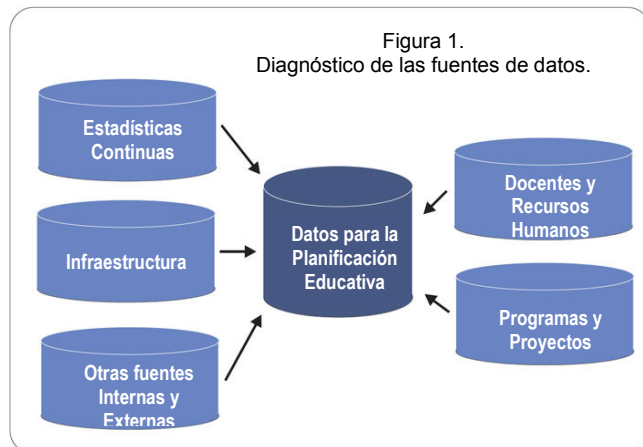 Figura 1.
Diagnóstico de las fuentes de datos.
Estadísticas
Continuas
Infraestructura
Otras fuentes
Internas y
Externas
Datos para la
Planificación
Educativa
Docentes y
Recursos
Humanos
Programas y
Proyectos